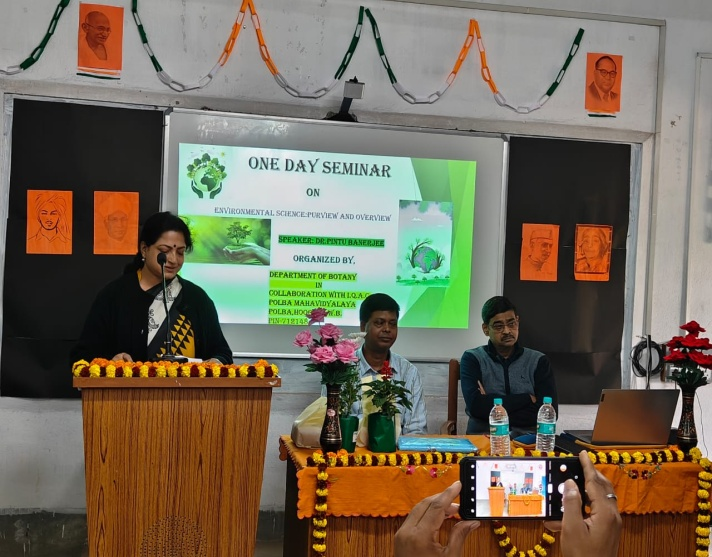 ONE DAY SEMINAR
ON
ENVIRONMENTAL SCIENCE:PURVIEW AND OVERVIEW
SPEAKER: DR.PINTU BANERJEE
ORGANIZED BY,
DEPARTMENT OF BOTANY
IN
COLLABORATION WITH I.Q.A.C
POLBA MAHAVIDYALAYA